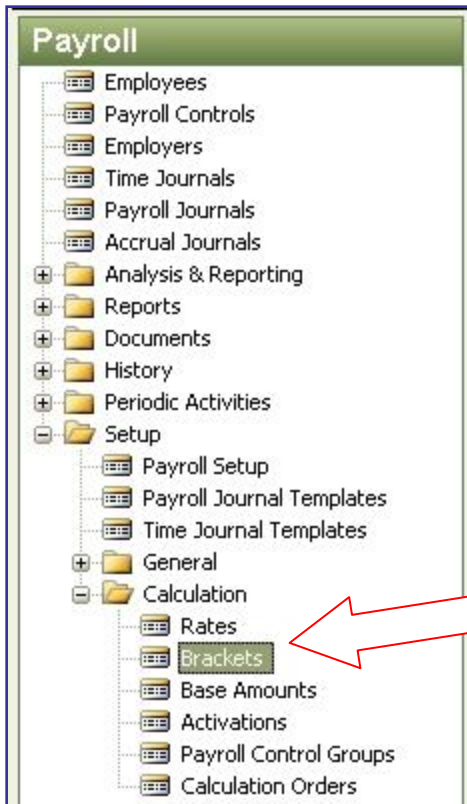 Payroll
Employees
Payroll Controls
Employers
Time Journals
Payroll Journals
Accrual Journals
Analysis & Reporting
Reports
Documents
History
Periodic Activities
Setup
Payroll Setup
Payroll Journal Templates
Time Journal Templates
General
Calculation
Rates
Brackets
Base Amounts
Activations
Payroll Control Groups
Calculation Orders